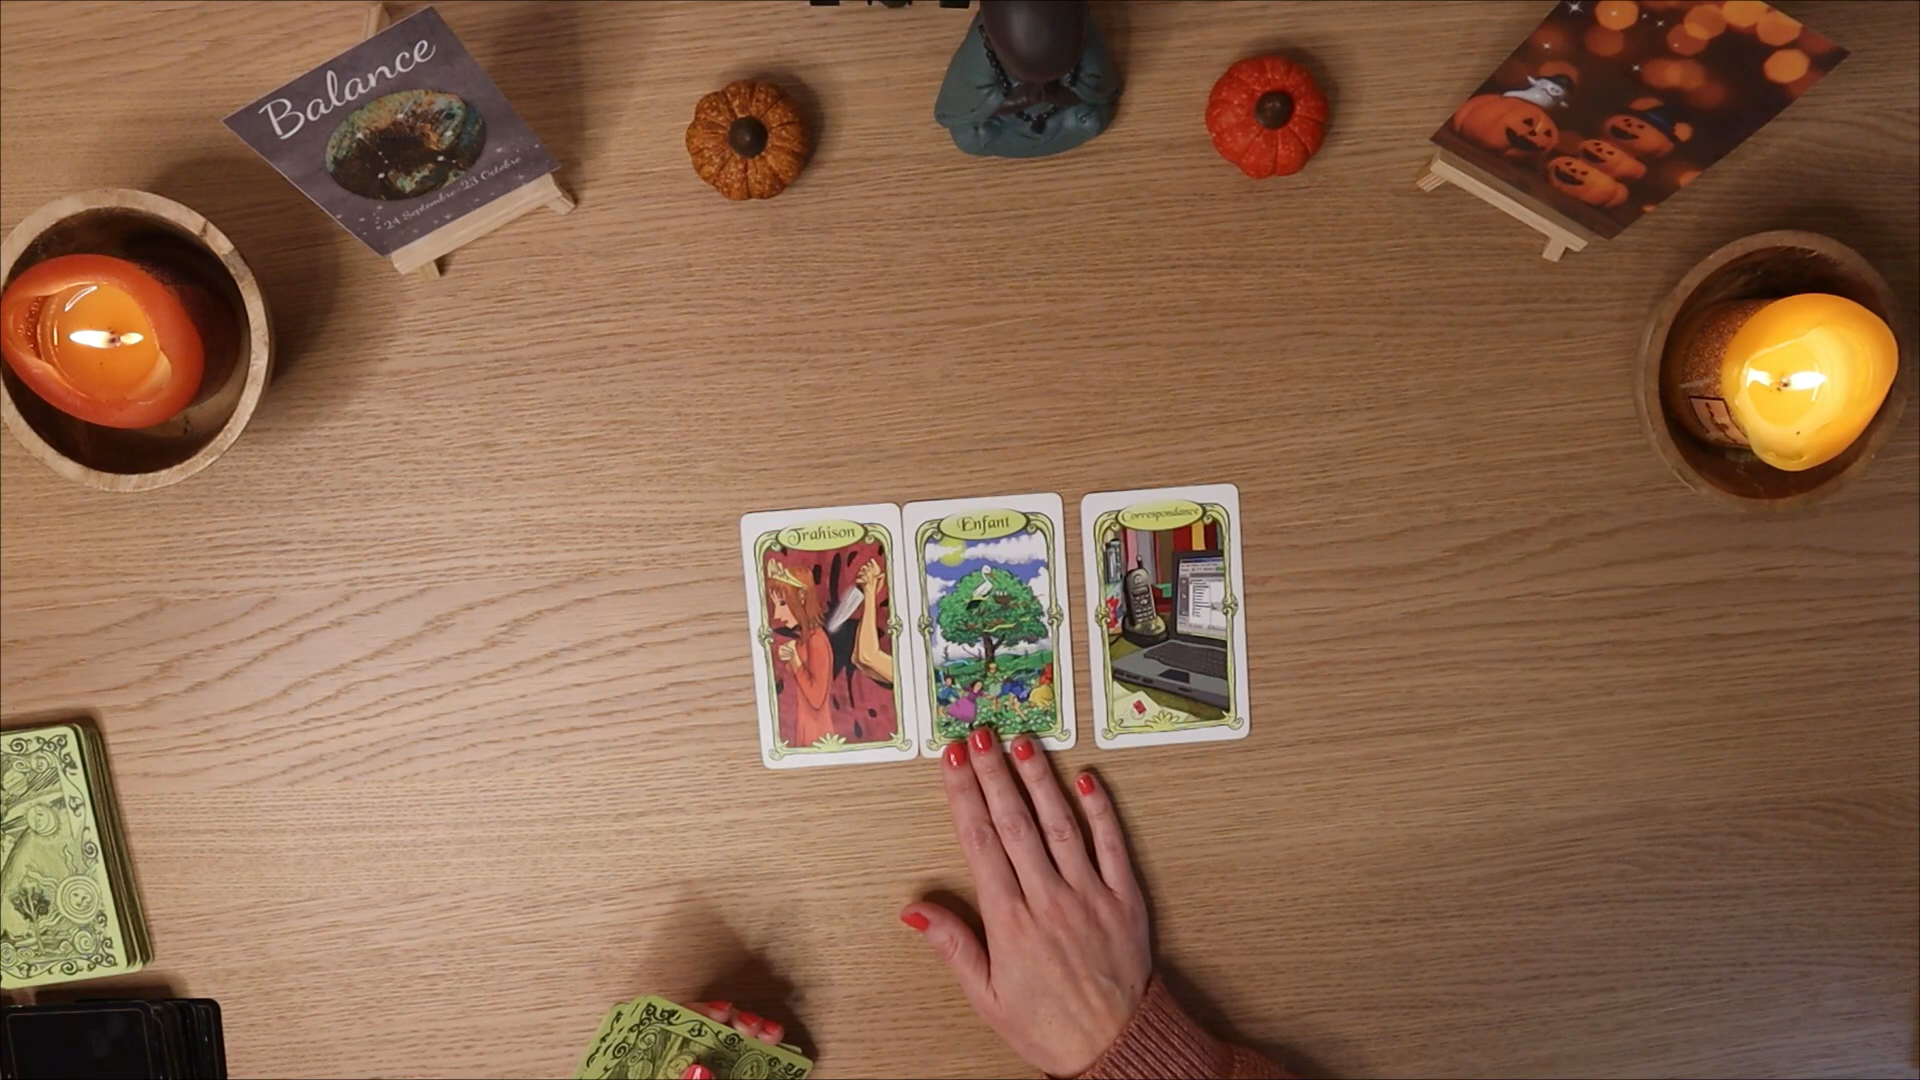 Balance
24 Septembre-23 Octobre
Trahison
Enfant
Correspondance